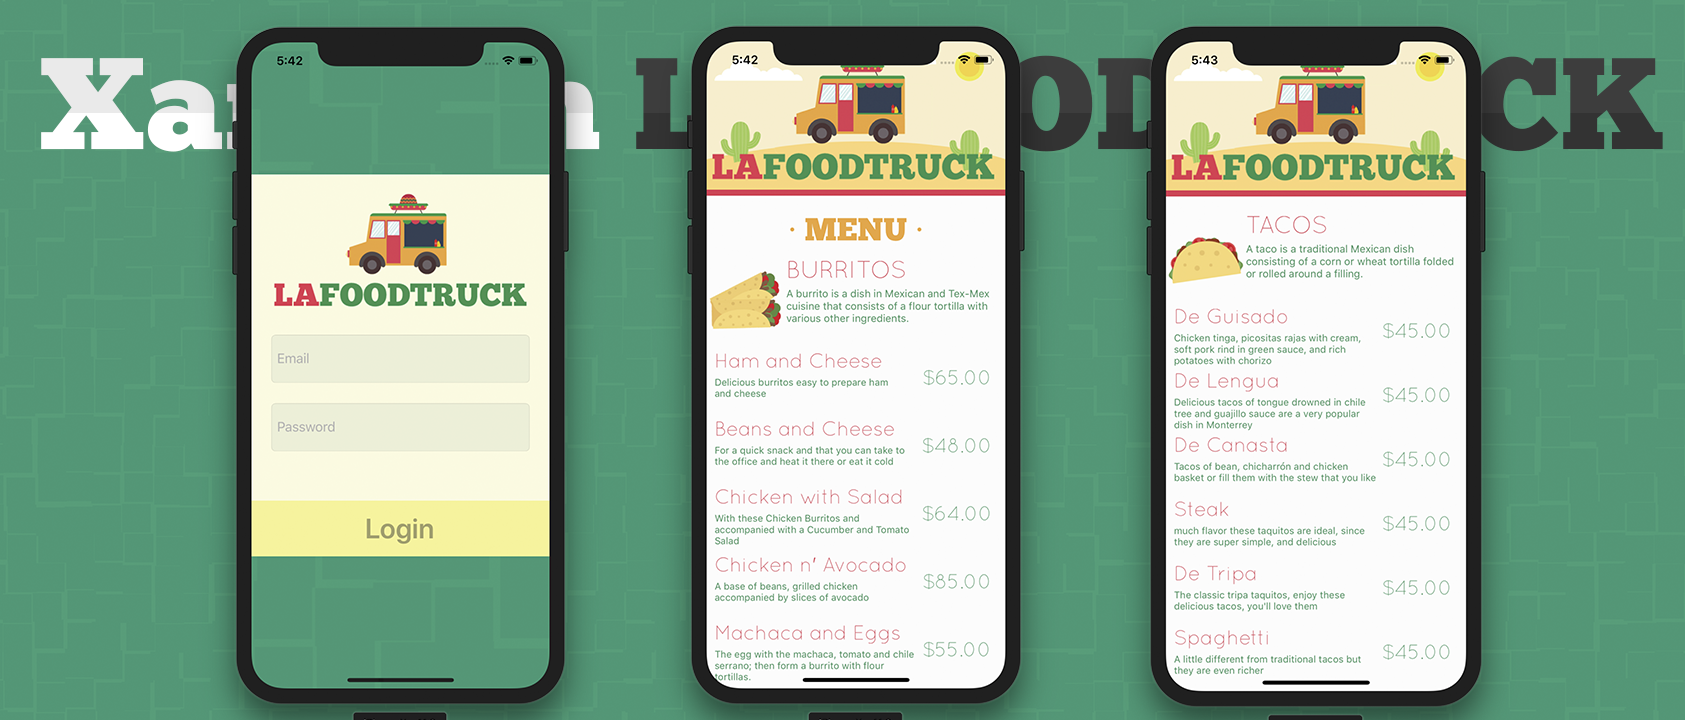 5:42
LAFOODTRUCK
Email
Password
Login
5:42
LAFOODTRUCK
· MENU ·
BURRITOS
A burrito is a dish in Mexican and Tex-Mex
cuisine that consists of a flour tortilla with
various other ingredients.
Ham and Cheese
$65.00
Delicious burritos easy to prepare ham
and cheese
Beans and Cheese
$48.00
For a quick snack and that you can take to
the office and heat it there or eat it cold
Chicken with Salad
$64.00
With these Chicken Burritos and
accompanied with a Cucumber and Tomato
Salad
Chicken n' Avocado
$85.00
A base of beans, grilled chicken
accompanied by slices of avocado
Machaca and Eggs
$55.00
The egg with the machaca, tomato and chile
serrano; then form a burrito with flour
tortillas.
5:43
LAFOODTRUCK
TACOS
A taco is a traditional Mexican dish
consisting of a corn or wheat tortilla folded
or rolled around a filling.
De Guisado
$45.00
Chicken tinga, picositas rajas with cream,
soft pork rind in green sauce, and rich
potatoes with chorizo
De Lengua
$45.00
Delicious tacos of tongue drowned in chile
tree and guajillo sauce are a very popular
dish in Monterrey
De Canasta
$45.00
Tacos of bean, chicharrón and chicken
basket or fill them with the stew that you like
Steak
$45.00
much flavor these taquitos are ideal, since
they are super simple, and delicious
De Tripa
$45.00
The classic tripa taquitos, enjoy these
delicious tacos, you'll love them
Spaghetti
$45.00
A little different from traditional tacos but
they are even richer